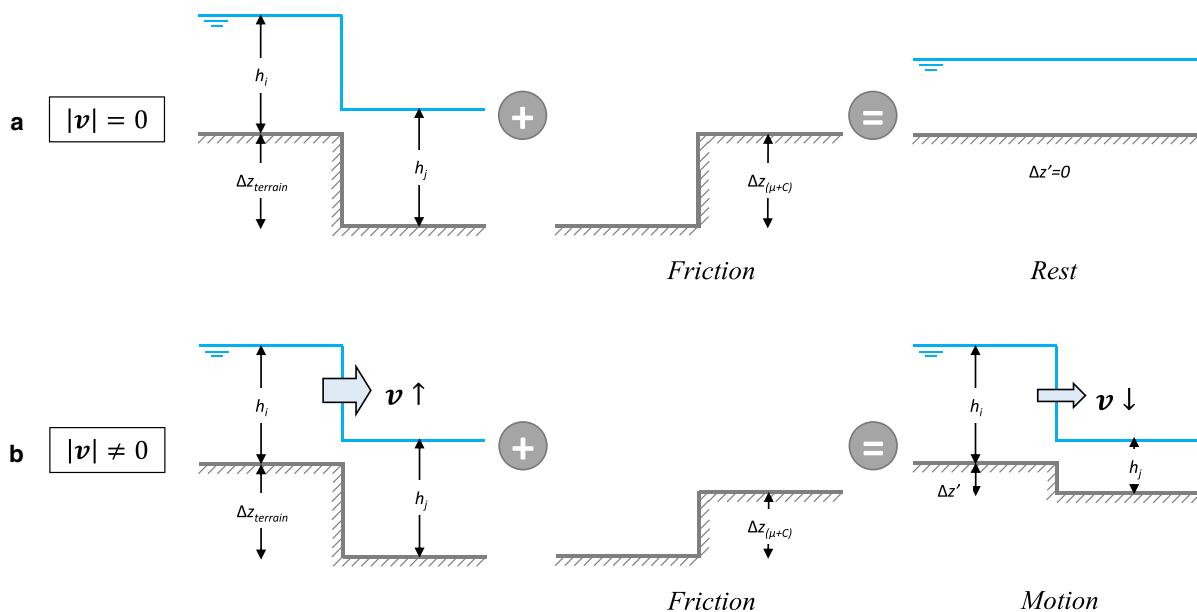 a |v| = 0 h_i Δz_terrain h_j + Δz_(μ+C) = Δz'=0
Friction Rest
b |v| ≠ 0 h_i Δz_terrain v ↑ h_j + Δz_(μ+C) = h_i Δz' v ↓ h_j
Friction Motion